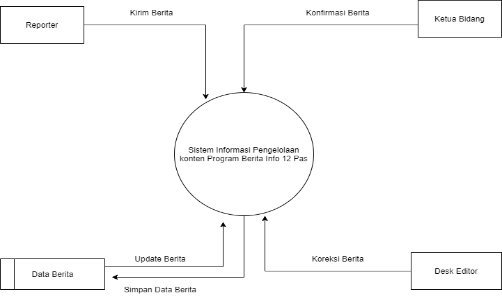 Kirim Berita
Konfirmasi Berita
Reporter
Ketua Bidang
Sistem Informasi Pengelolaan
konten Program Berita Info 12 Pas
Update Berita
Koreksi Berita
Data Berita
Desk Editor
Simpan Data Berita